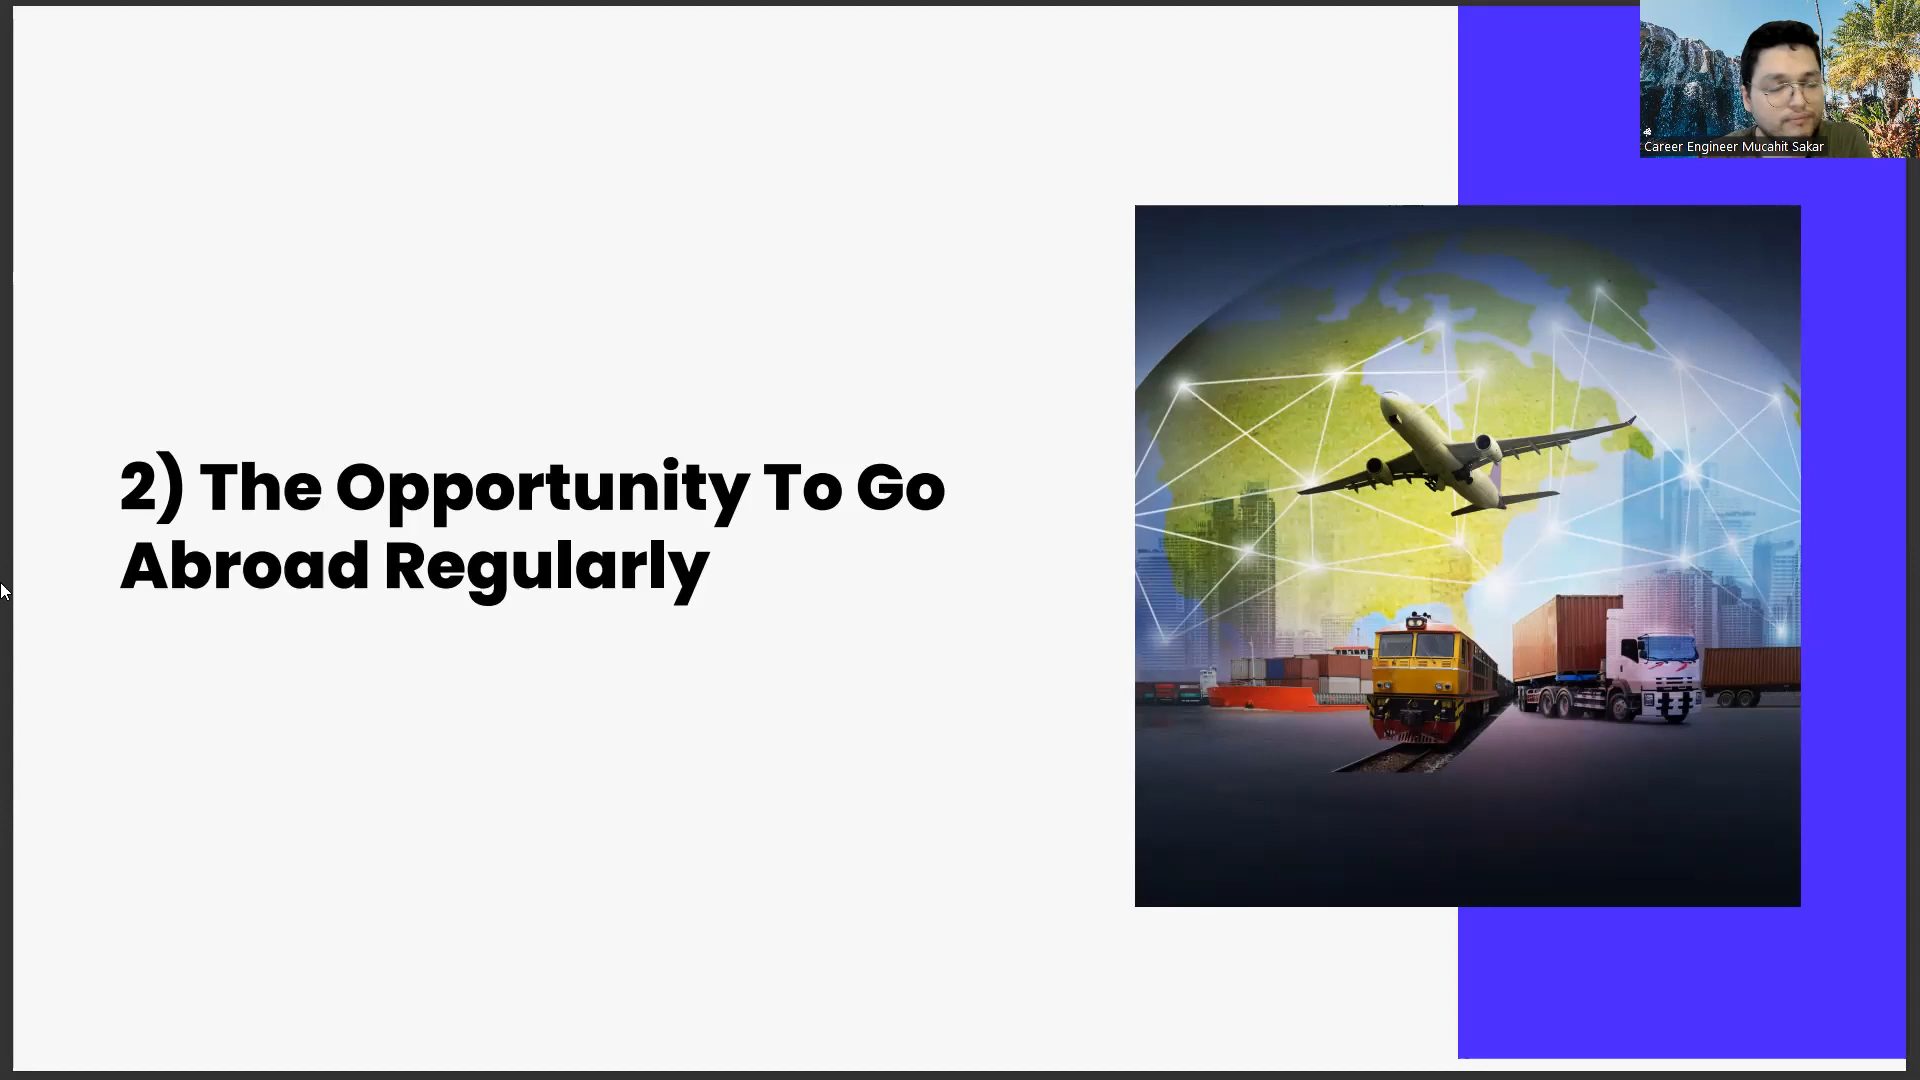 Career Engineer Mucahit Sakar
2) The Opportunity To Go
Abroad Regularly